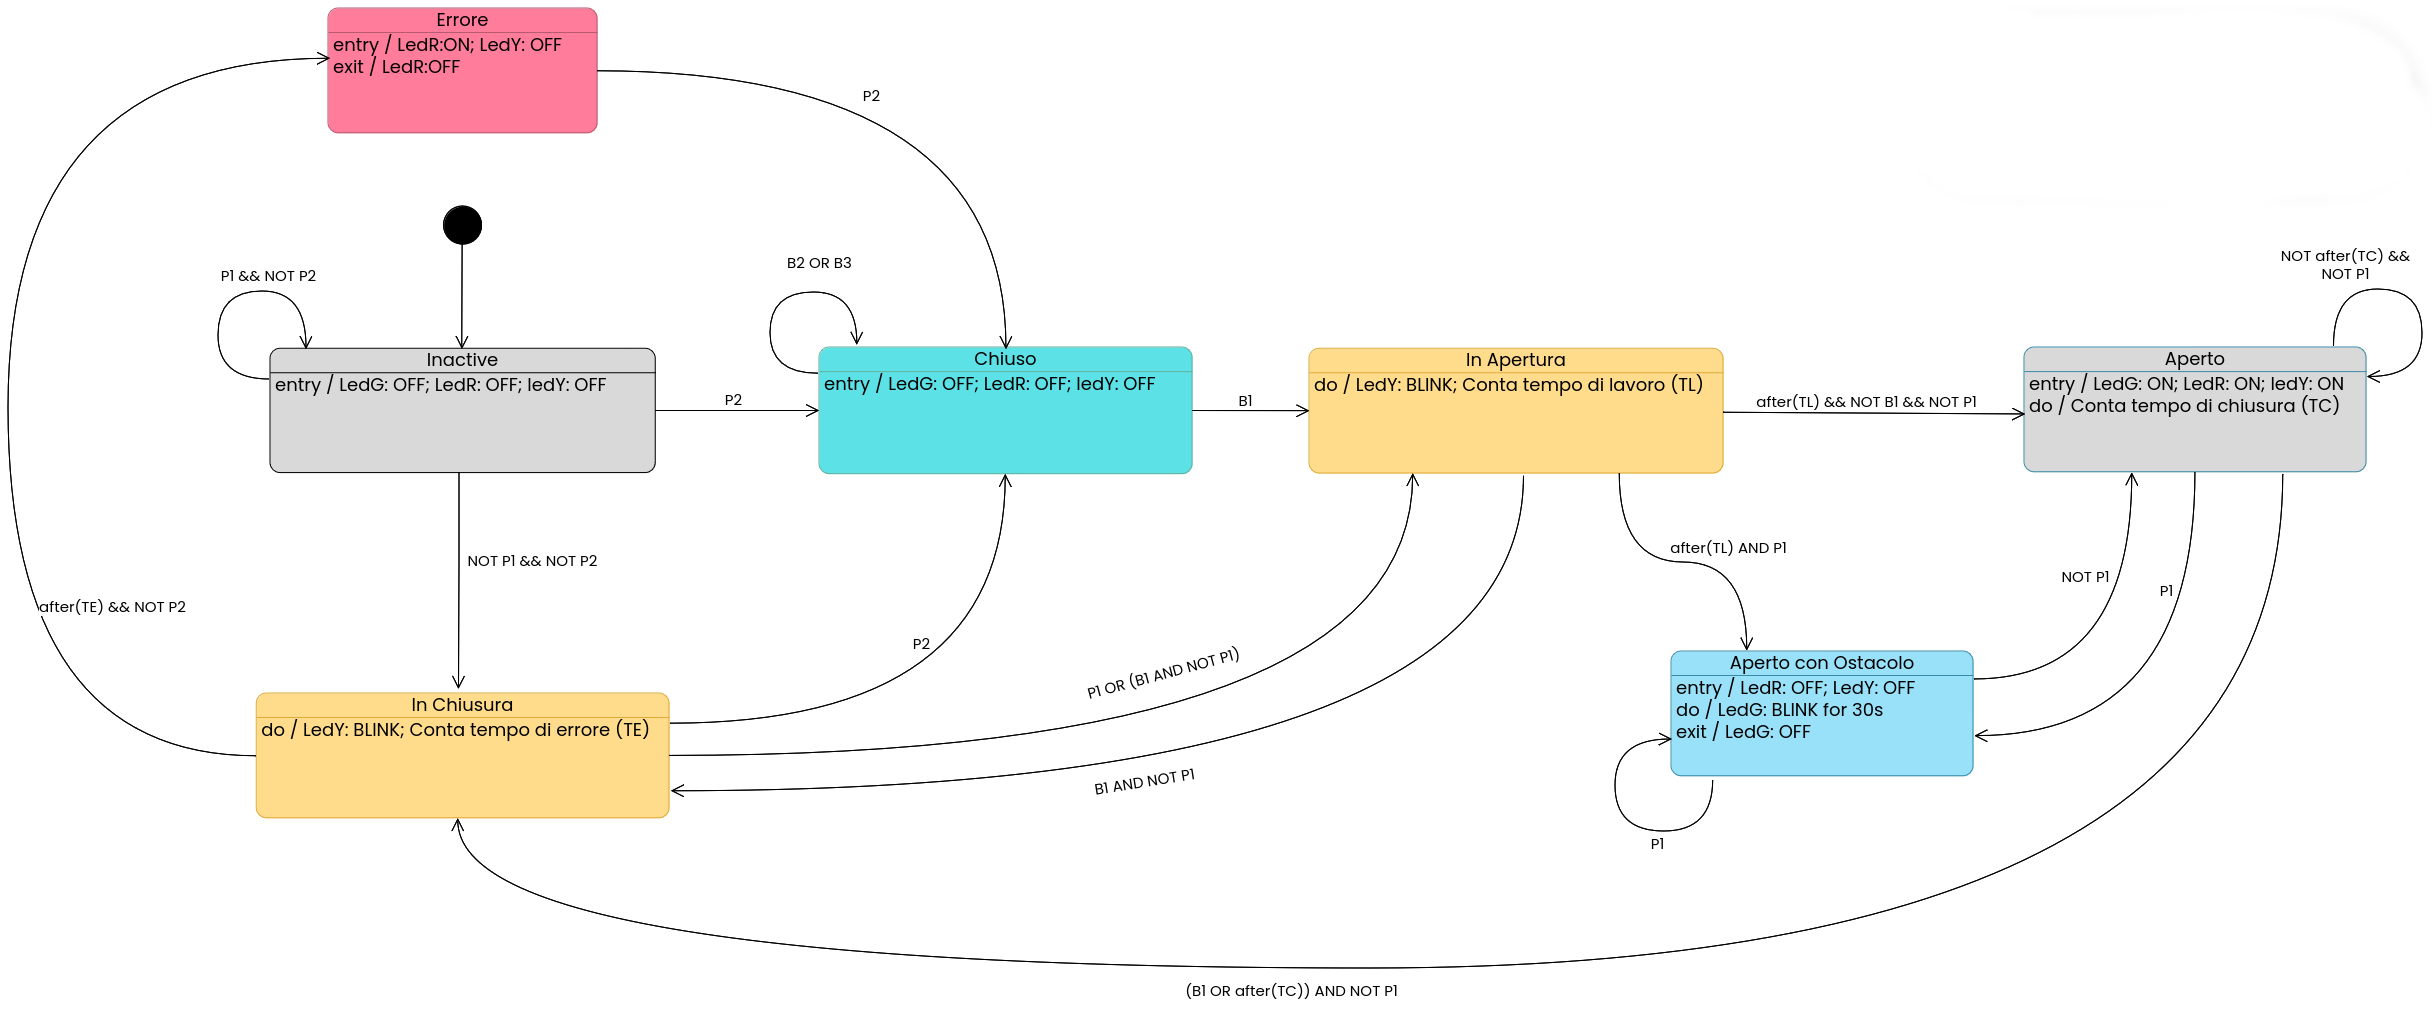 Errore
entry / LedR:ON; LedY: OFF
exit / LedR:OFF
P2
P1 && NOT P2
B2 OR B3
NOT after(TC) &&
NOT P1
Inactive
entry / LedG: OFF; LedR: OFF; ledY: OFF
P2
Chiuso
entry / LedG: OFF; LedR: OFF; ledY: OFF
B1
In Apertura
do / LedY: BLINK; Conta tempo di lavoro (TL)
after(TL) && NOT B1 && NOT P1
Aperto
entry / LedG: ON; LedR: ON; ledY: ON
do / Conta tempo di chiusura (TC)
NOT P1 && NOT P2
after(TL) AND P1
NOT P1
P1
after(TE) && NOT P2
P2
P1 OR (B1 AND NOT P1)
B1 AND NOT P1
In Chiusura
do / LedY: BLINK; Conta tempo di errore (TE)
Aperto con Ostacolo
entry / LedR: OFF; LedY: OFF
do / LedG: BLINK for 30s
exit / LedG: OFF
P1
(B1 OR after(TC)) AND NOT P1